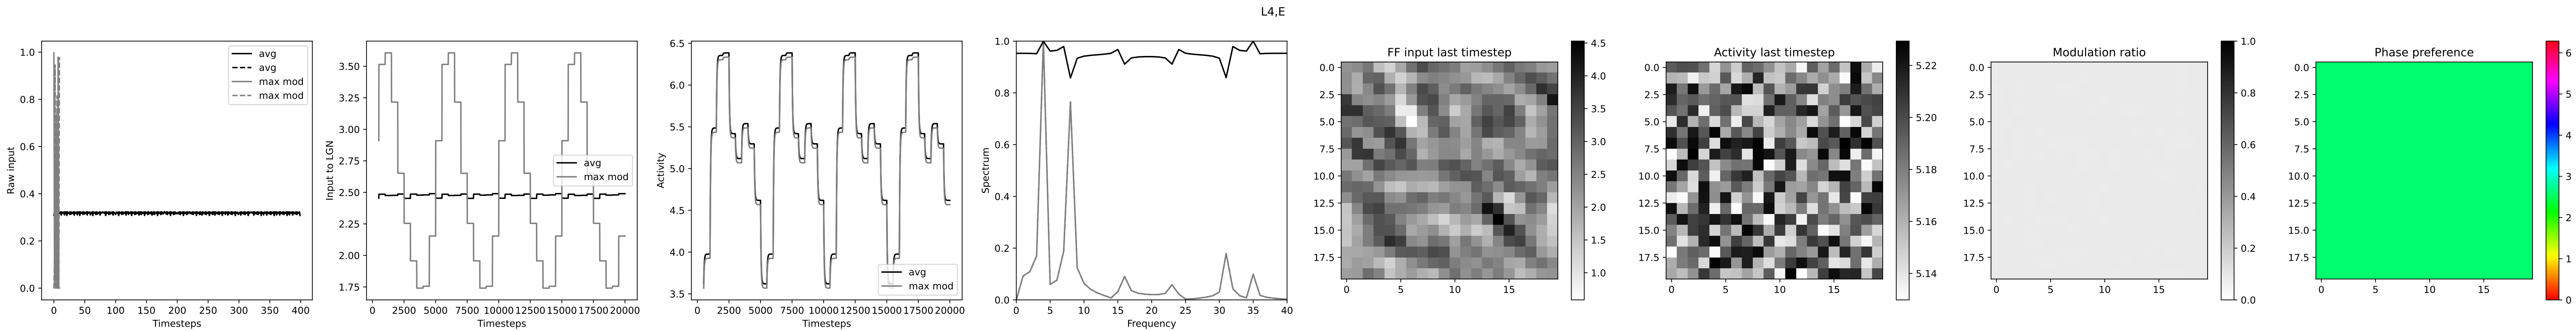 L4,E
Raw input
1.0
0.8
0.6
0.4
0.2
0.0
avg
avg
max mod
max mod
0 50 100 150 200 250 300 350 400
Timesteps
Input to LGN
3.50
3.25
3.00
2.75
2.50
2.25
2.00
1.75
avg
max mod
0 2500 5000 7500 10000 12500 15000 17500 20000
Timesteps
Activity
6.5
6.0
5.5
5.0
4.5
4.0
3.5
avg
max mod
0 2500 5000 7500 10000 12500 15000 17500 20000
Timesteps
Spectrum
1.0
0.8
0.6
0.4
0.2
0.0
0 5 10 15 20 25 30 35 40
Frequency
FF input last timestep
0.0
2.5
5.0
7.5
10.0
12.5
15.0
17.5
0 5 10 15
4.5
4.0
3.5
3.0
2.5
2.0
1.5
1.0
Activity last timestep
0.0
2.5
5.0
7.5
10.0
12.5
15.0
17.5
0 5 10 15
5.22
5.20
5.18
5.16
5.14
Modulation ratio
0.0
2.5
5.0
7.5
10.0
12.5
15.0
17.5
0 5 10 15
1.0
0.8
0.6
0.4
0.2
0.0
Phase preference
0.0
2.5
5.0
7.5
10.0
12.5
15.0
17.5
0 5 10 15
6
5
4
3
2
1
0